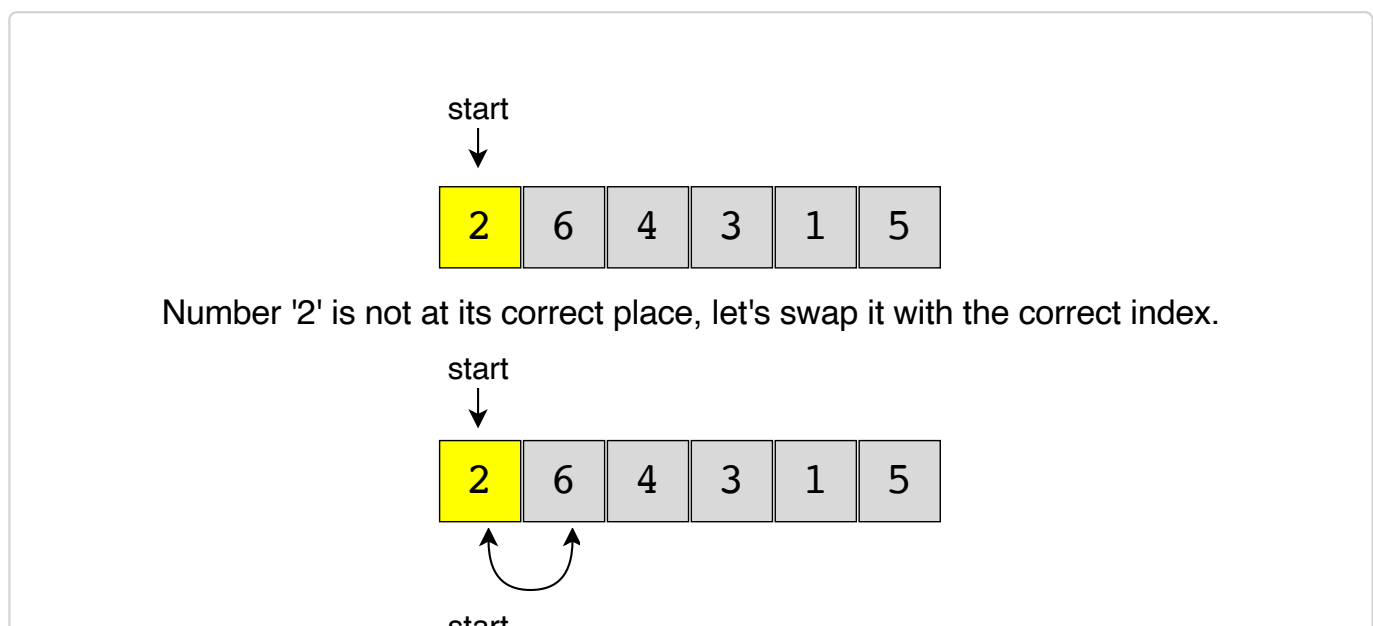 start
2 6 4 3 1 5
Number '2' is not at its correct place, let's swap it with the correct index.
start
2 6 4 3 1 5
start